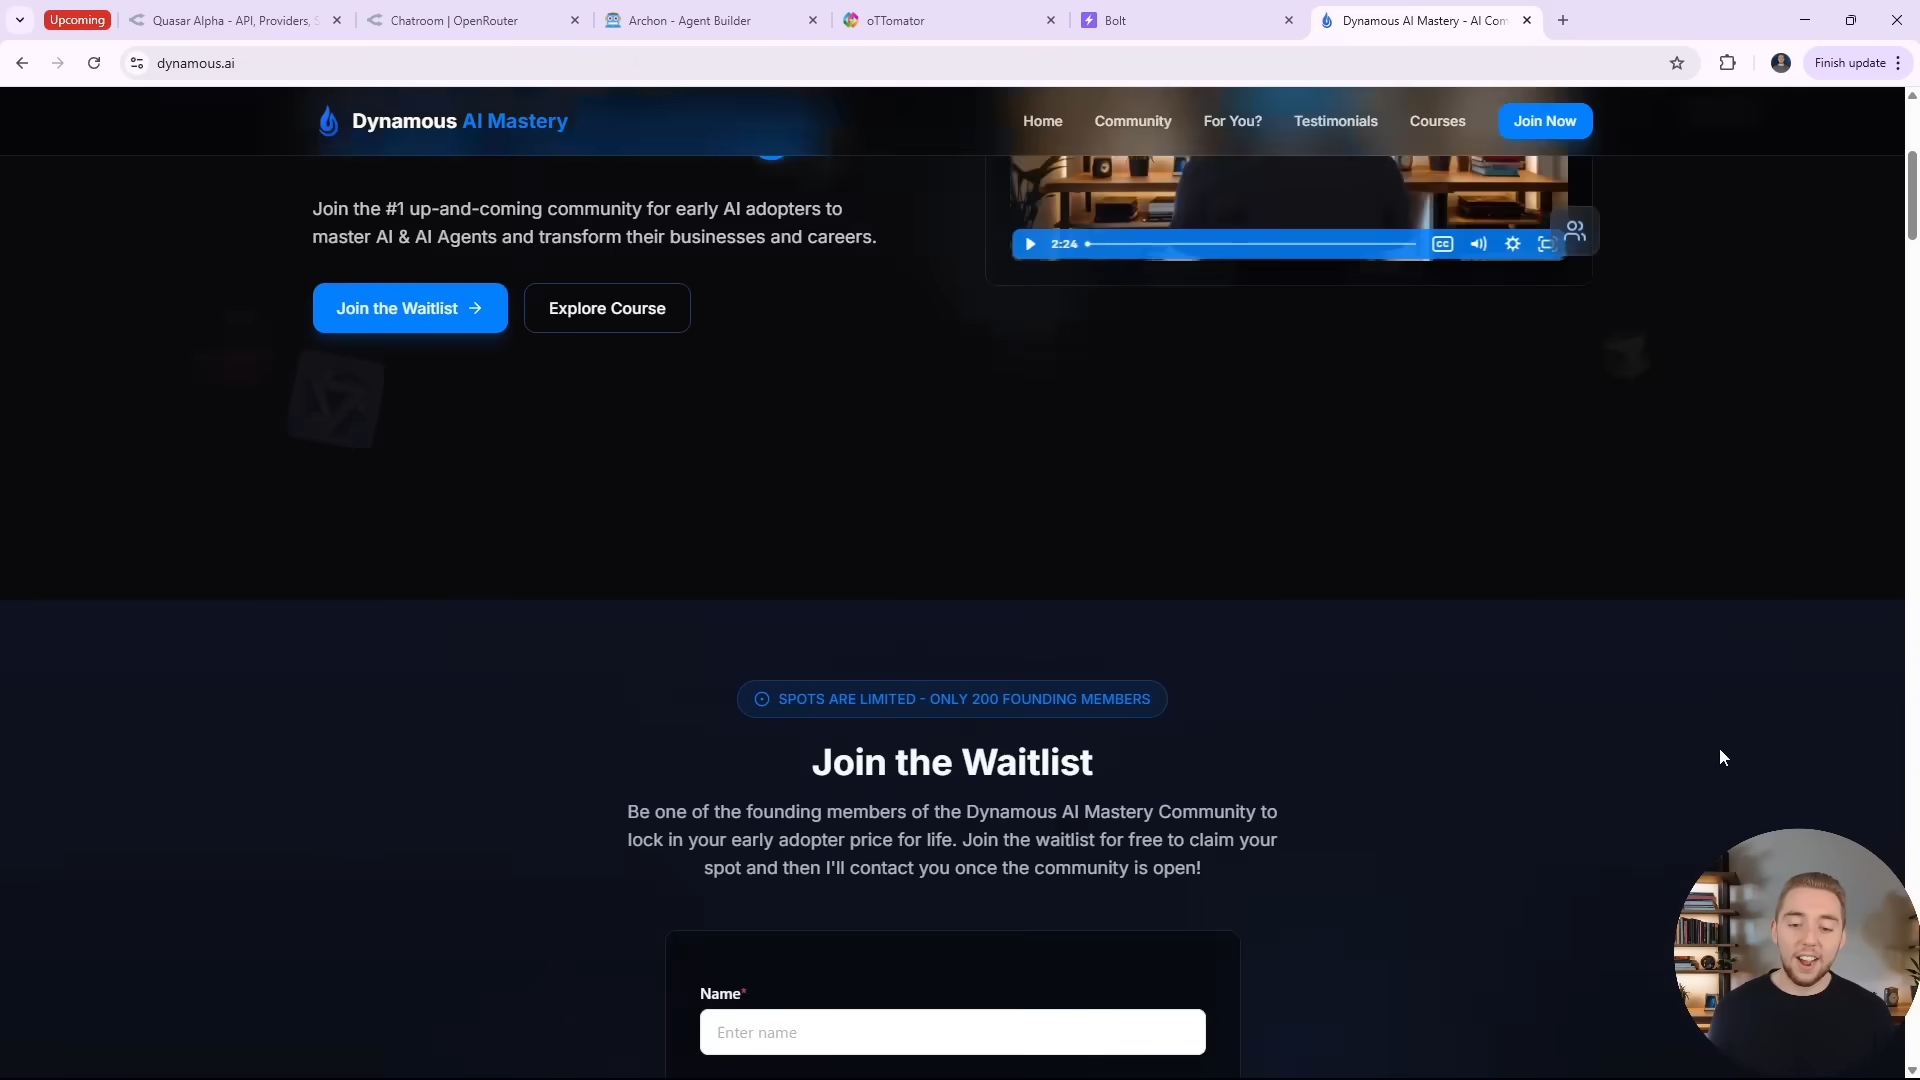 Upcoming
Quasar Alpha - API, Providers, S
Chatroom | OpenRouter
Archon - Agent Builder
oTTomator
Bolt
Dynamous AI Mastery - AI Com
dynamous.ai
Finish update
Dynamous AI Mastery
Home
Community
For You?
Testimonials
Courses
Join Now
Join the #1 up-and-coming community for early AI adopters to
master AI & AI Agents and transform their businesses and careers.
2:24
CC
Join the Waitlist →
Explore Course
SPOTS ARE LIMITED - ONLY 200 FOUNDING MEMBERS
Join the Waitlist
Be one of the founding members of the Dynamous AI Mastery Community to
lock in your early adopter price for life. Join the waitlist for free to claim your
spot and then I'll contact you once the community is open!
Name*
Enter name